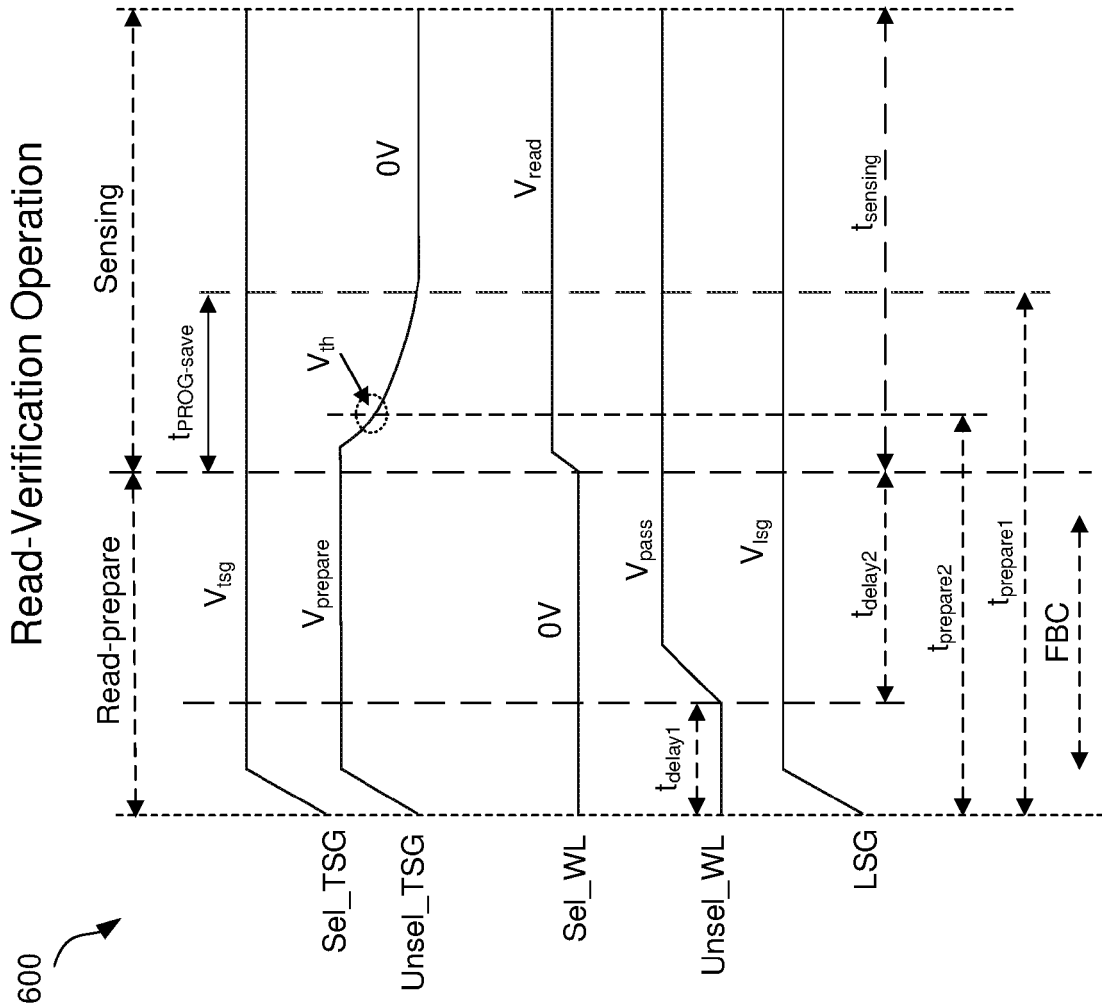 Read-Verification Operation
600
Read-prepare
Sensing
tPROG-save
Sel_TSG
Vtsg
Unsel_TSG
Vprepare
Vth
0V
Sel_WL
0V
Vread
Unsel_WL
tdelay1
Vpass
LSG
Vlsg
tdelay2
tsensing
tprepare2
tprepare1
FBC